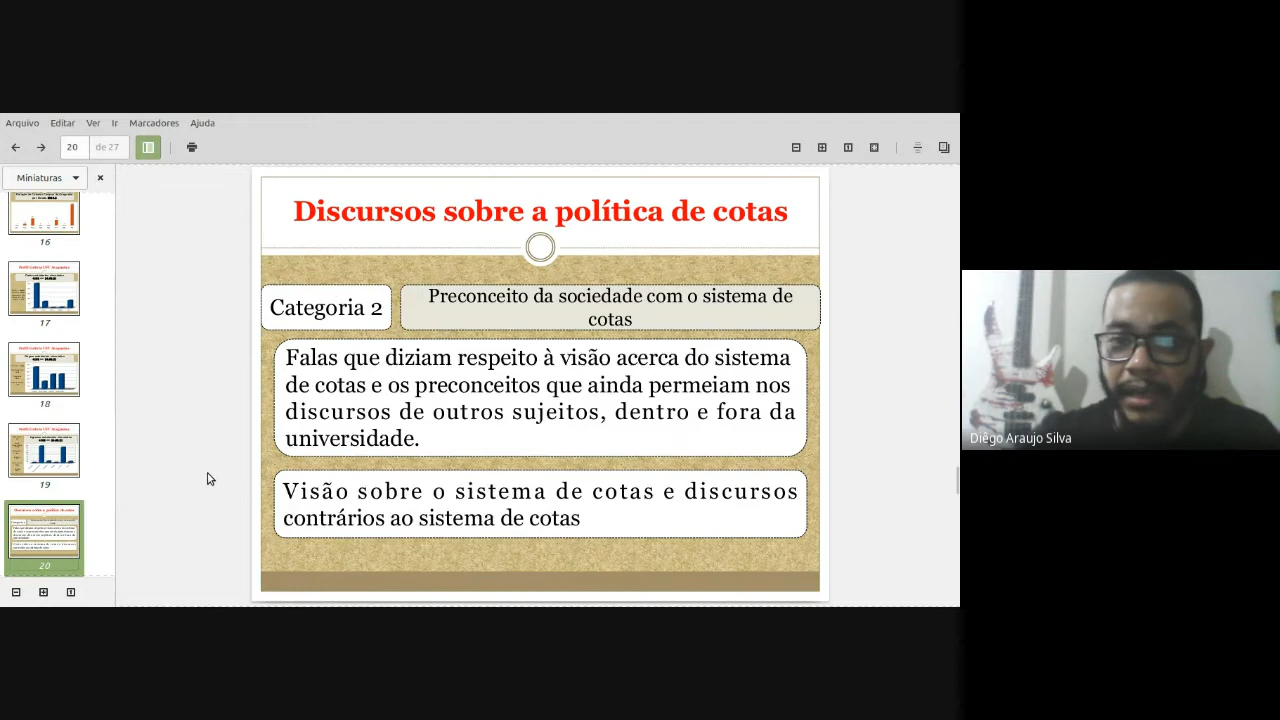 Arquivo Editar Ver Ir Marcadores Ajuda
20 de 27
Miniaturas
16
17
18
19
20
Discursos sobre a política de cotas
Categoria 2
Preconceito da sociedade com o sistema de
cotas
Falas que diziam respeito à visão acerca do sistema
de cotas e os preconceitos que ainda permeiam nos
discursos de outros sujeitos, dentro e fora da
universidade.
Visão sobre o sistema de cotas e discursos
contrários ao sistema de cotas
Diêgo Araujo Silva